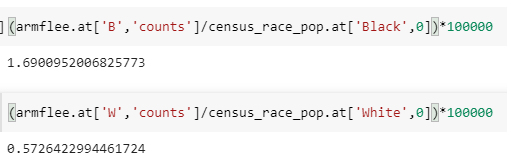 ](armflee.at['B','counts']/census_race_pop.at['Black',0])*100000
1.6900952006825773
(armflee.at['W','counts']/census_race_pop.at['White',0])*100000
0.5726422994461724